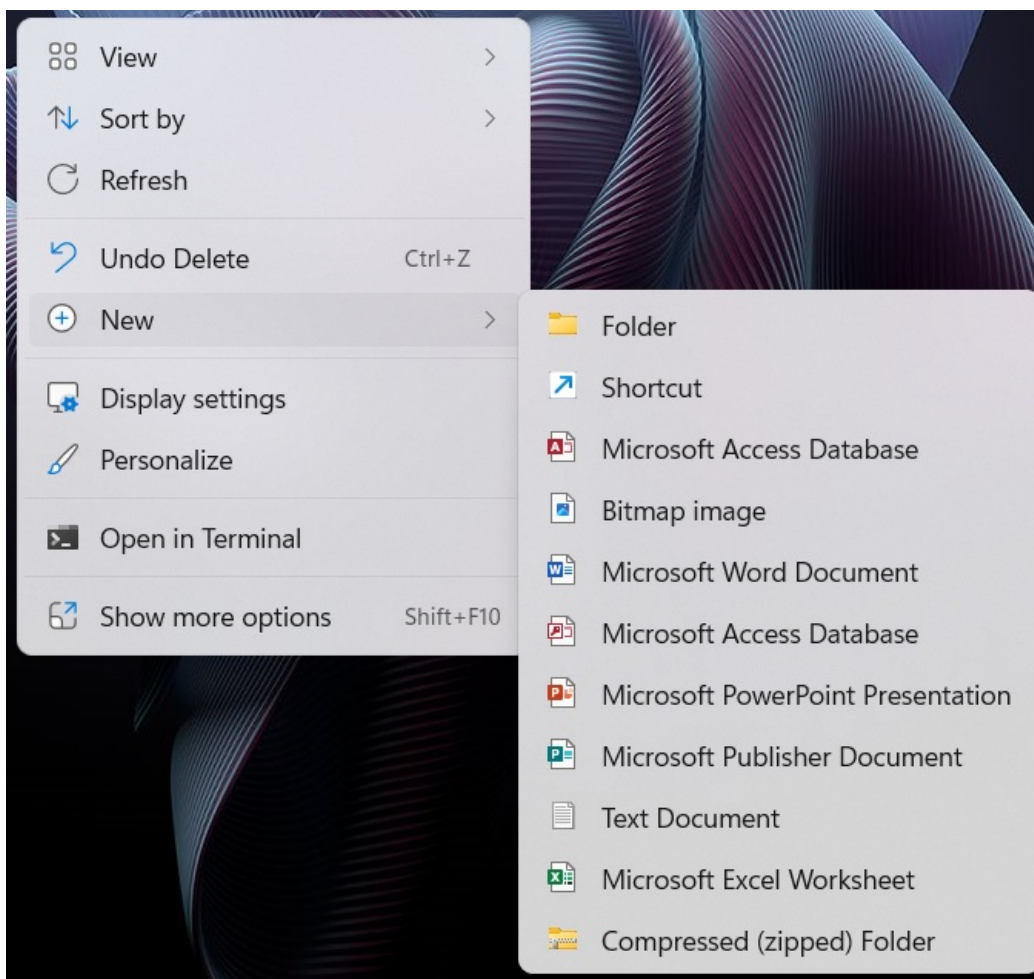 View
Sort by
Refresh
Undo Delete Ctrl+Z
New
Display settings
Personalize
Open in Terminal
Show more options Shift+F10
Folder
Shortcut
Microsoft Access Database
Bitmap image
Microsoft Word Document
Microsoft Access Database
Microsoft PowerPoint Presentation
Microsoft Publisher Document
Text Document
Microsoft Excel Worksheet
Compressed (zipped) Folder